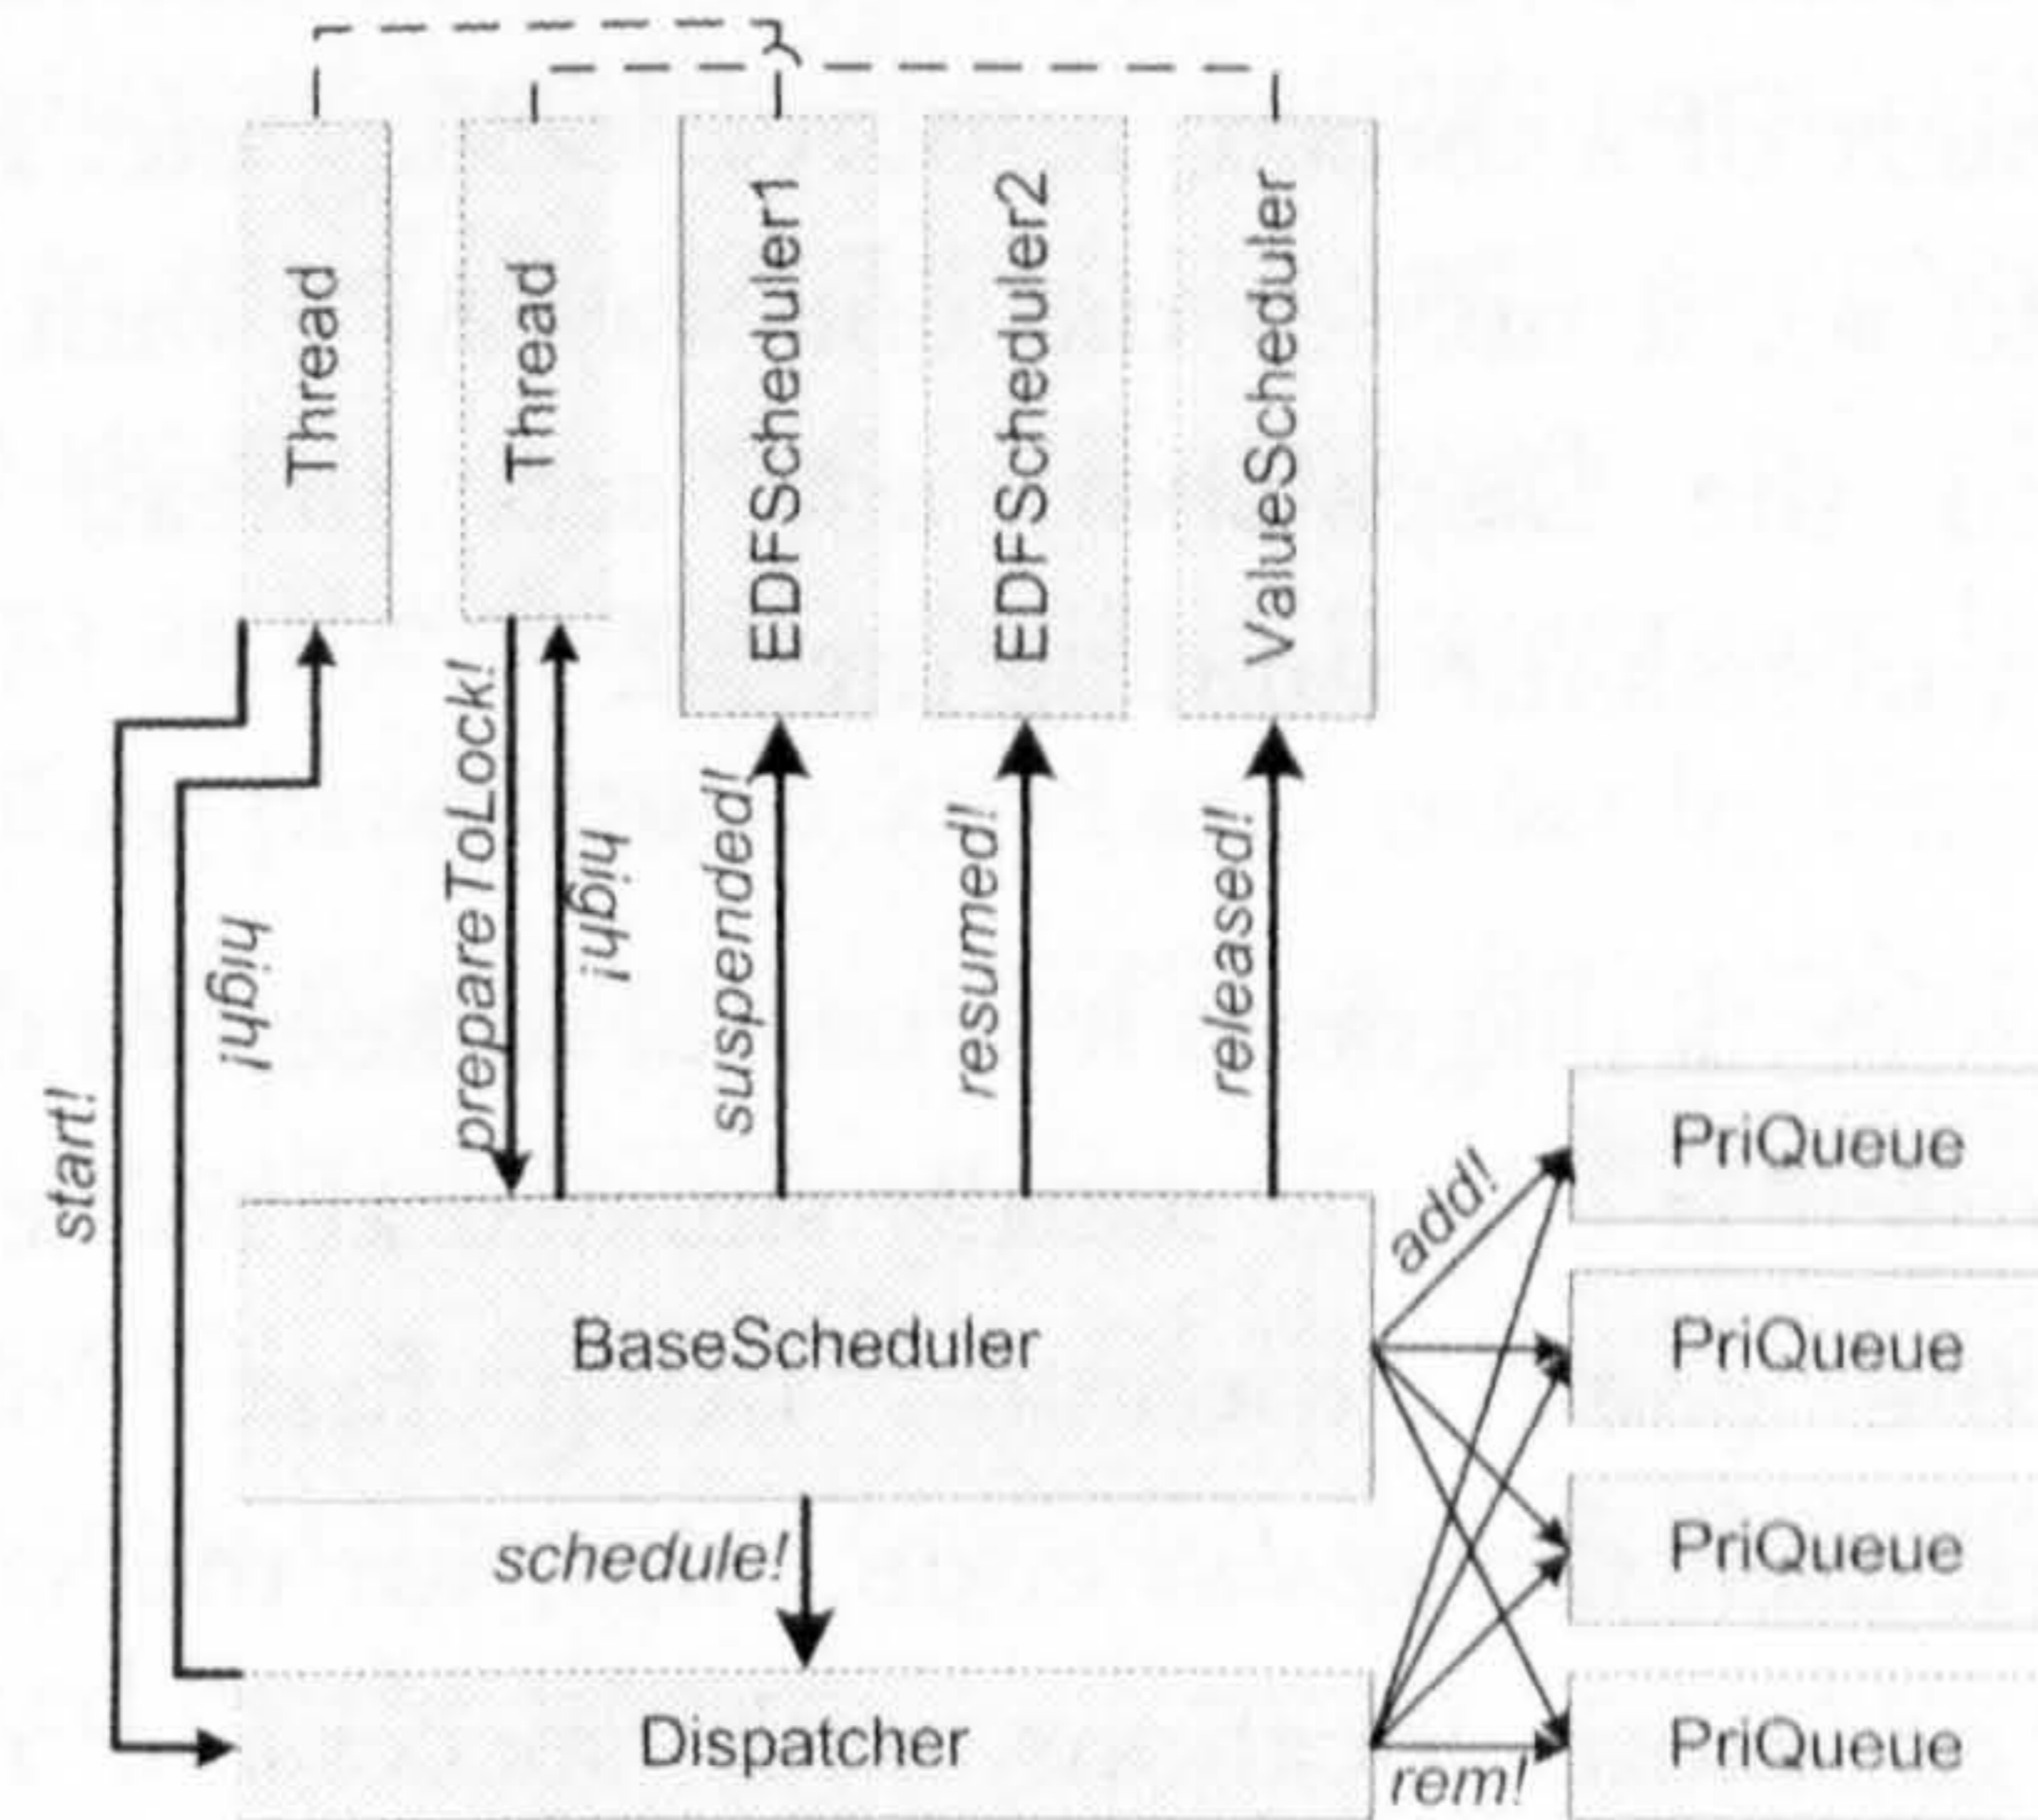 Thread
Thread
EDFScheduler1
EDFScheduler2
ValueScheduler
start!
high!
prepareToLock!
high!
suspended!
resumed!
released!
BaseScheduler
add!
PriQueue
PriQueue
PriQueue
PriQueue
schedule!
Dispatcher
rem!